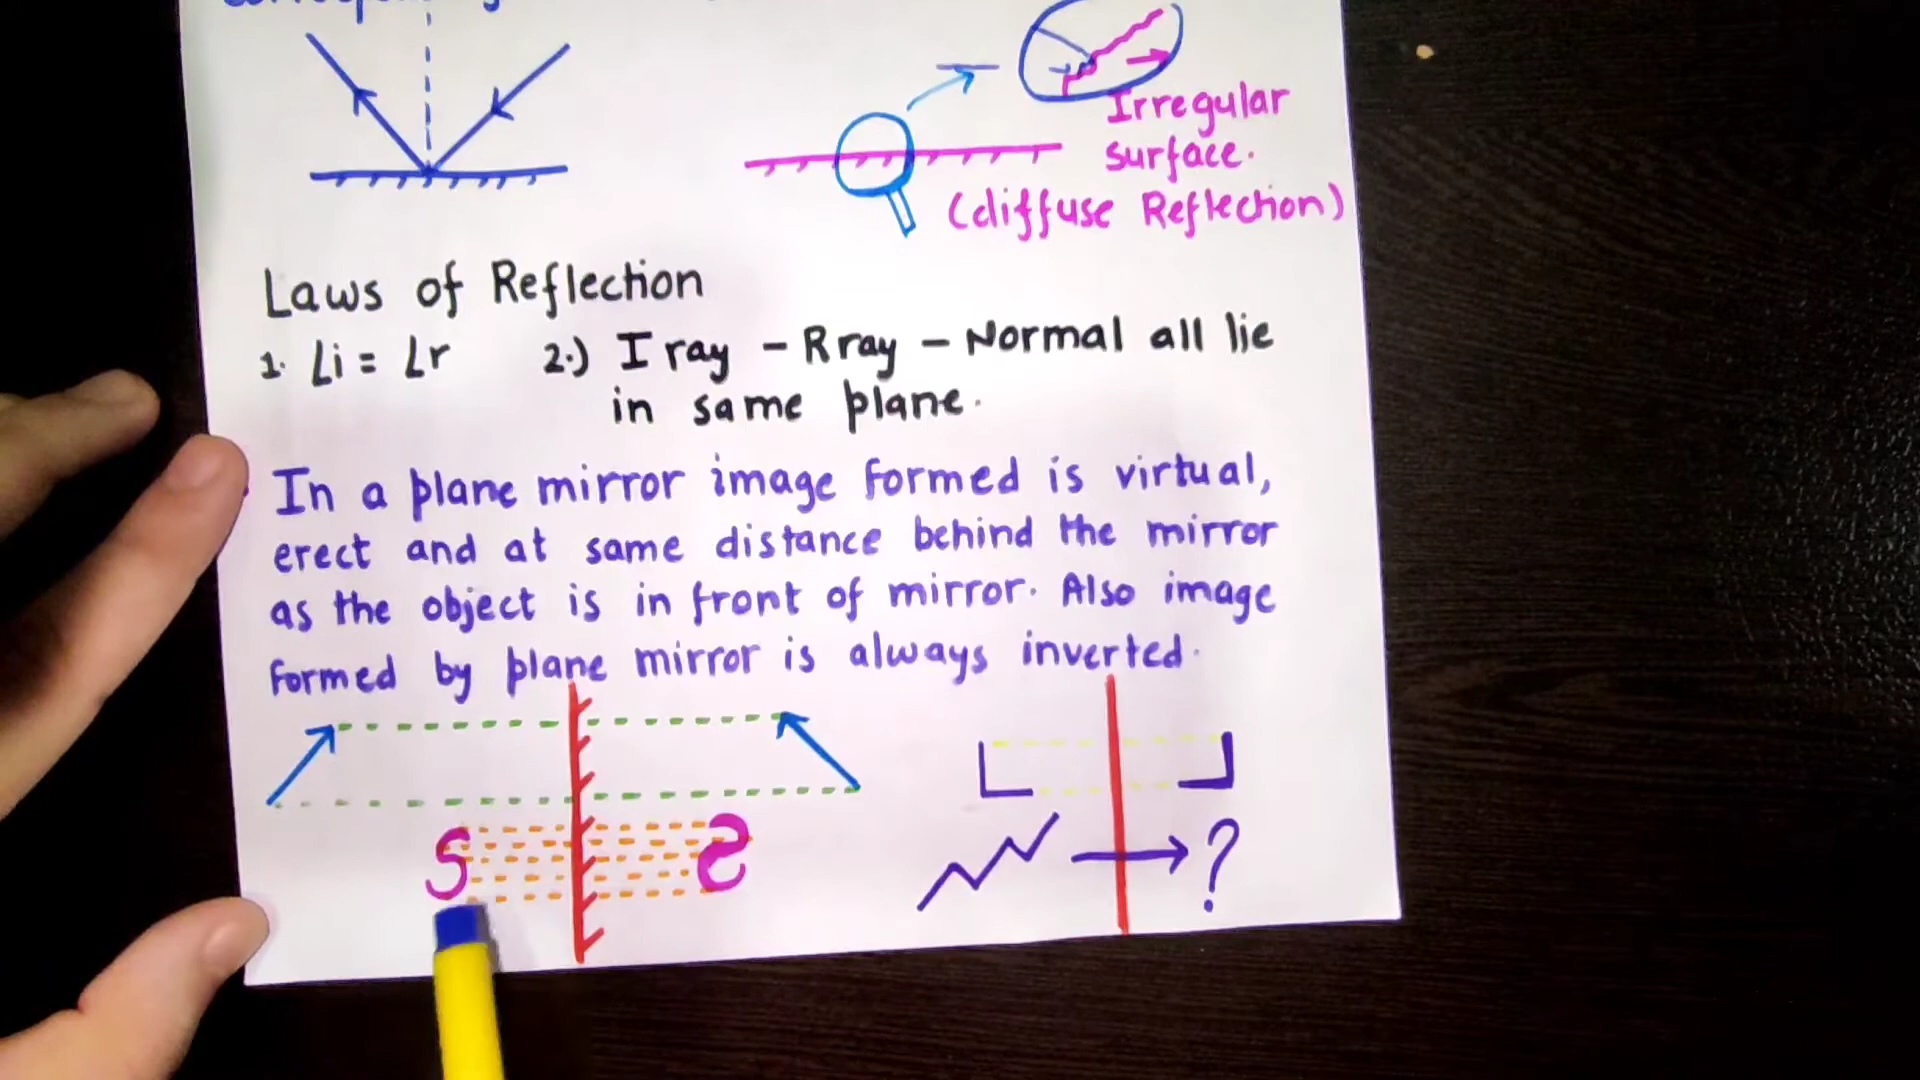 Irregular
surface.
(diffuse Reflection)
Laws of Reflection
1. ∠i = ∠r 2.) I ray - R ray - Normal all lie
in same plane.
In a plane mirror image formed is virtual,
erect and at same distance behind the mirror
as the object is in front of mirror. Also image
formed by plane mirror is always inverted.
S
?